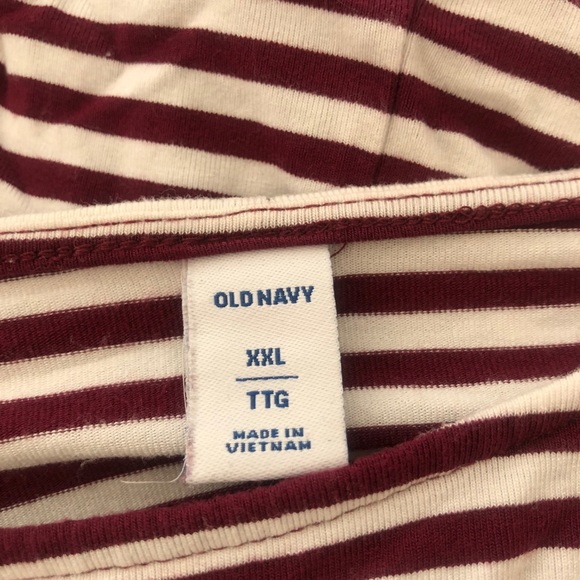 OLD NAVY
XXL
TTG
MADE IN
VIETNAM